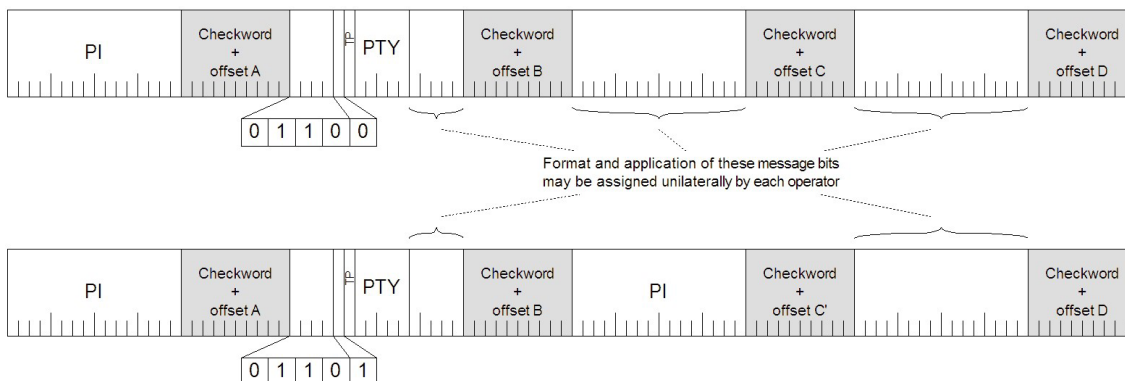 PI
Checkword
+
offset A
TP
PTY
Checkword
+
offset B
Checkword
+
offset C
Checkword
+
offset D
0 1 1 0 0
Format and application of these message bits
may be assigned unilaterally by each operator
PI
Checkword
+
offset A
TP
PTY
Checkword
+
offset B
PI
Checkword
+
offset C'
Checkword
+
offset D
0 1 1 0 1